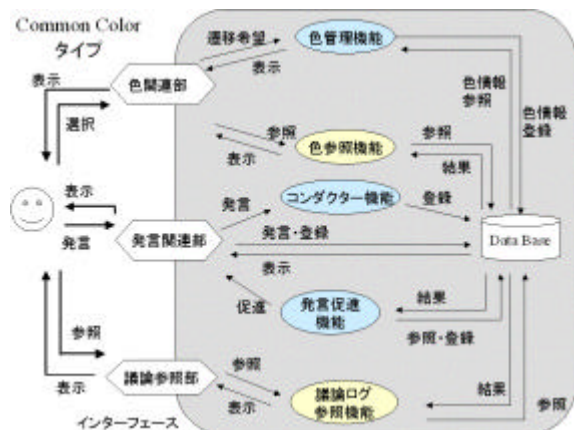 Common Color
タイプ
遷移希望
色管理機能
表示
表示
色関連部
選択
色情報
参照
色情報
登録
参照
表示
色参照機能
参照
結果
表示
発言
発言
コンダクター機能
登録
発言関連部
発言・登録
表示
Data Base
促進
発言促進
機能
結果
参照・登録
参照
表示
議論参照部
参照
表示
議論ログ
参照機能
結果
参照
インターフェース